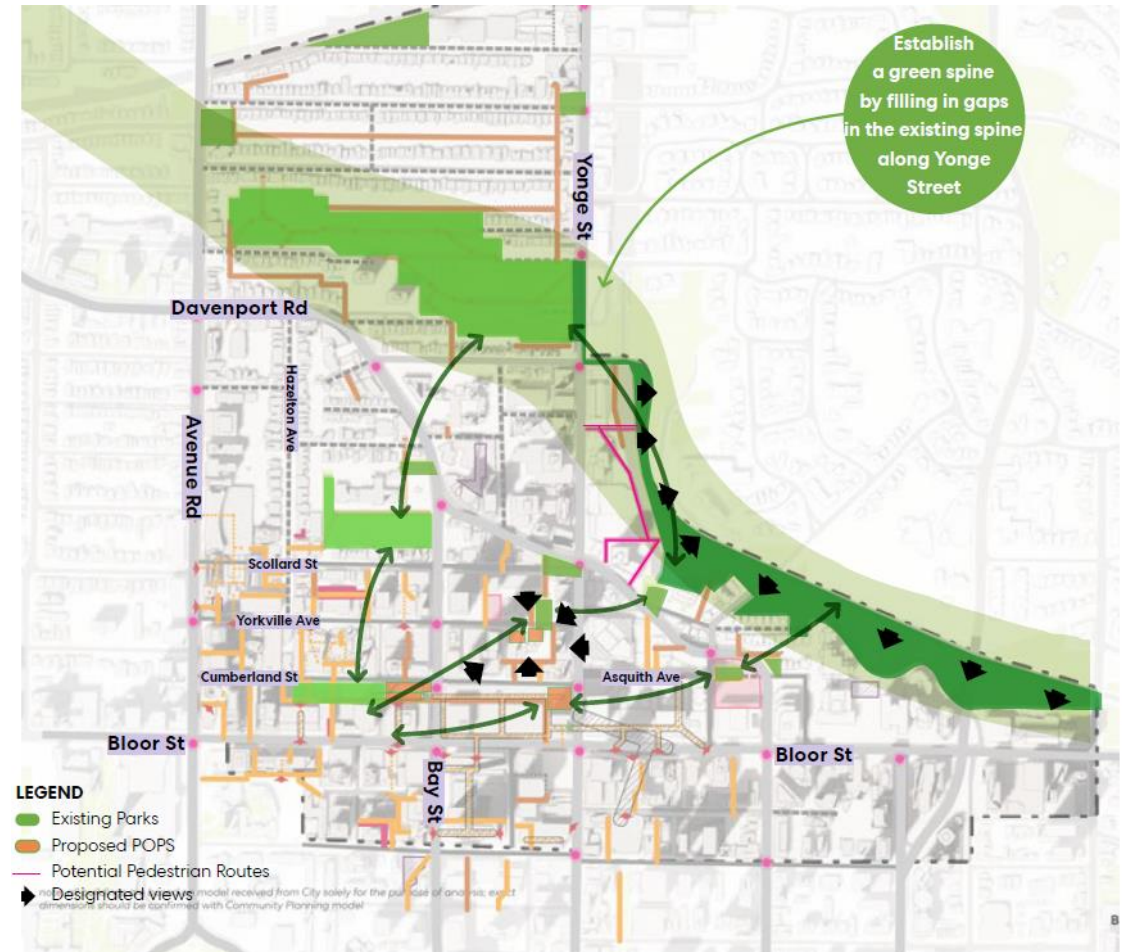 Establish
a green spine
by filling in gaps
in the existing spine
along Yonge
Street
Yonge St
Davenport Rd
Hazelton Ave
Avenue Rd
Scollard St
Yorkville Ave
Cumberland St
Asquith Ave
Bloor St
Bloor St
Bay St
LEGEND
Existing Parks
Proposed POPS
Potential Pedestrian Routes
Designated views
model received from City solely for the purpose of analysis; exact
dimensions should be confirmed with Community Planning model
B